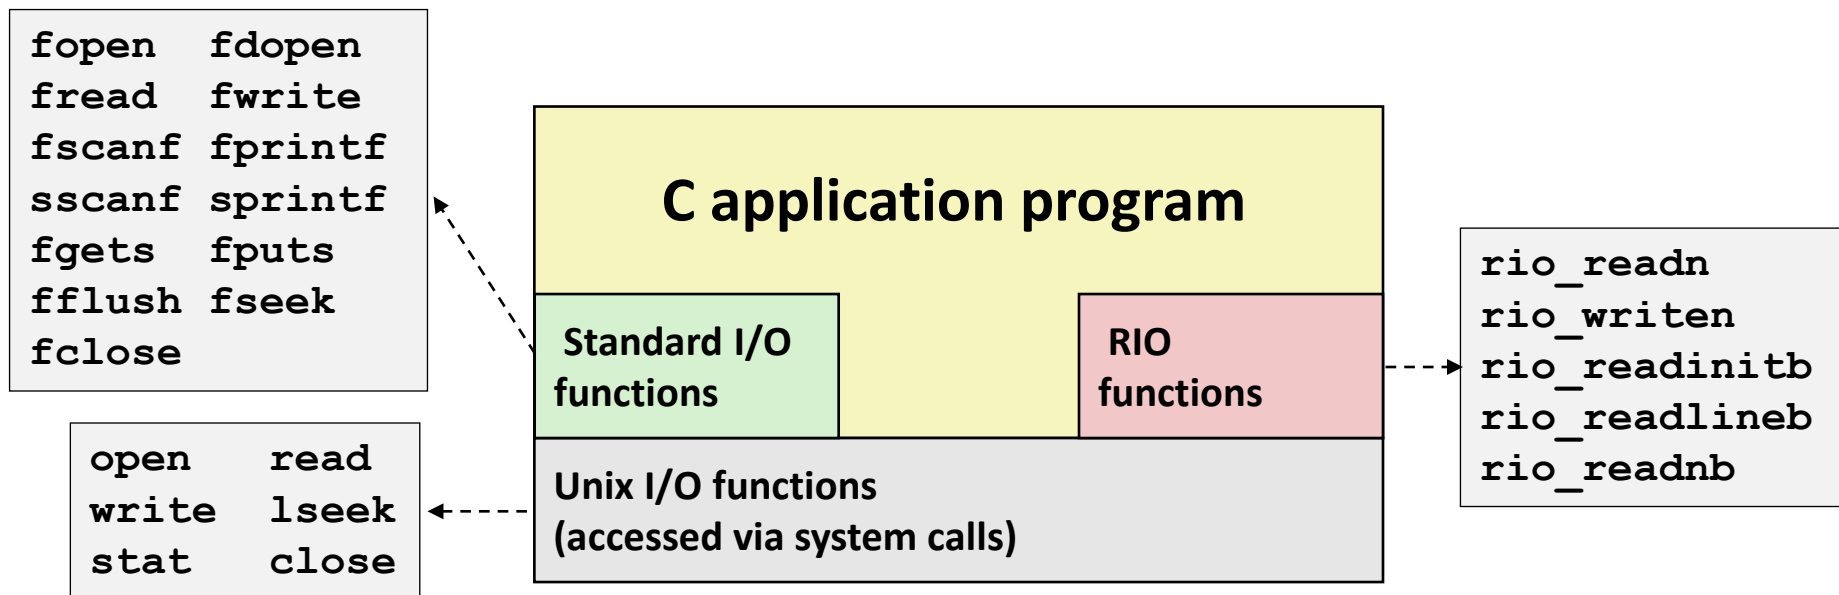 fopen fdopen
fread fwrite
fscanf fprintf
sscanf sprintf
fgets fputs
fflush fseek
fclose
C application program
Standard I/O
functions
RIO
functions
rio_readn
rio_writen
rio_readinitb
rio_readlineb
rio_readnb
open read
write lseek
stat close
Unix I/O functions
(accessed via system calls)